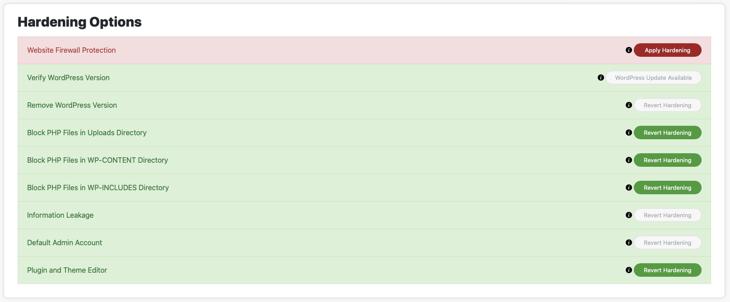 Hardening Options
Website Firewall Protection Apply Hardening
Verify WordPress Version WordPress Update Available
Remove WordPress Version Revert Hardening
Block PHP Files in Uploads Directory Revert Hardening
Block PHP Files in WP-CONTENT Directory Revert Hardening
Block PHP Files in WP-INCLUDES Directory Revert Hardening
Information Leakage Revert Hardening
Default Admin Account Revert Hardening
Plugin and Theme Editor Revert Hardening